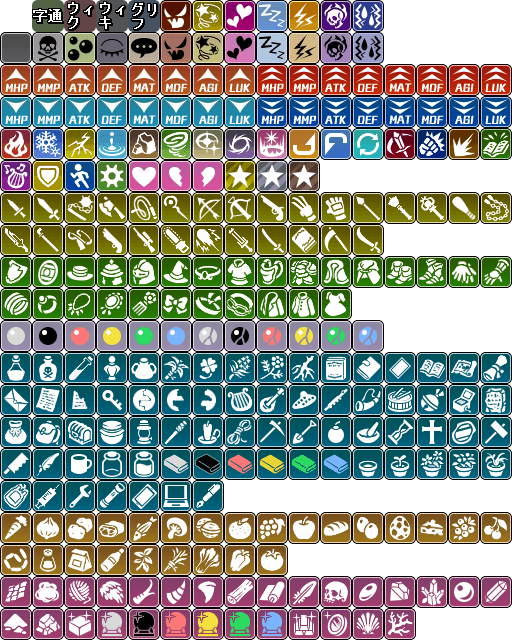 字通 ウィク ウィキ グリフ
MHP MMP ATK DEF MAT MDF AGI LUK MHP MMP ATK DEF MAT MDF AGI LUK
MHP MMP ATK DEF MAT MDF AGI LUK MHP MMP ATK DEF MAT MDF AGI LUK